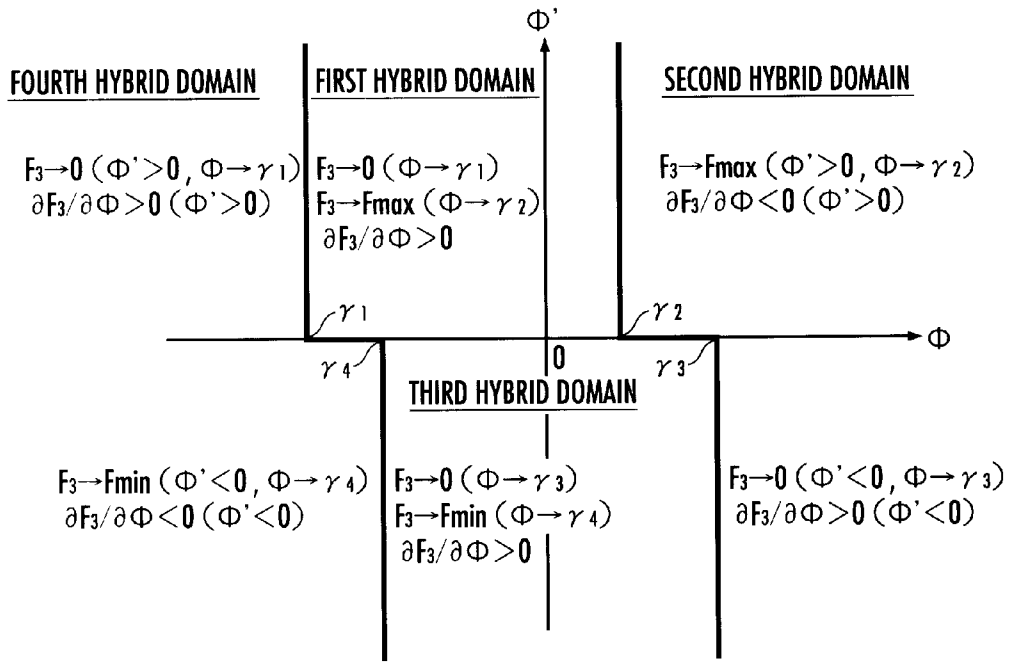 Φ'
FOURTH HYBRID DOMAIN
FIRST HYBRID DOMAIN
SECOND HYBRID DOMAIN
F3→0 (Φ'>0, Φ→γ1)
∂F3/∂Φ>0 (Φ'>0)
F3→0 (Φ→γ1)
F3→Fmax (Φ→γ2)
∂F3/∂Φ>0
F3→Fmax (Φ'>0, Φ→γ2)
∂F3/∂Φ<0 (Φ'>0)
γ1
γ2
Φ
γ4
0
γ3
THIRD HYBRID DOMAIN
F3→Fmin (Φ'<0, Φ→γ4)
∂F3/∂Φ<0 (Φ'<0)
F3→0 (Φ→γ3)
F3→Fmin (Φ→γ4)
∂F3/∂Φ>0
F3→0 (Φ'<0, Φ→γ3)
∂F3/∂Φ>0 (Φ'<0)